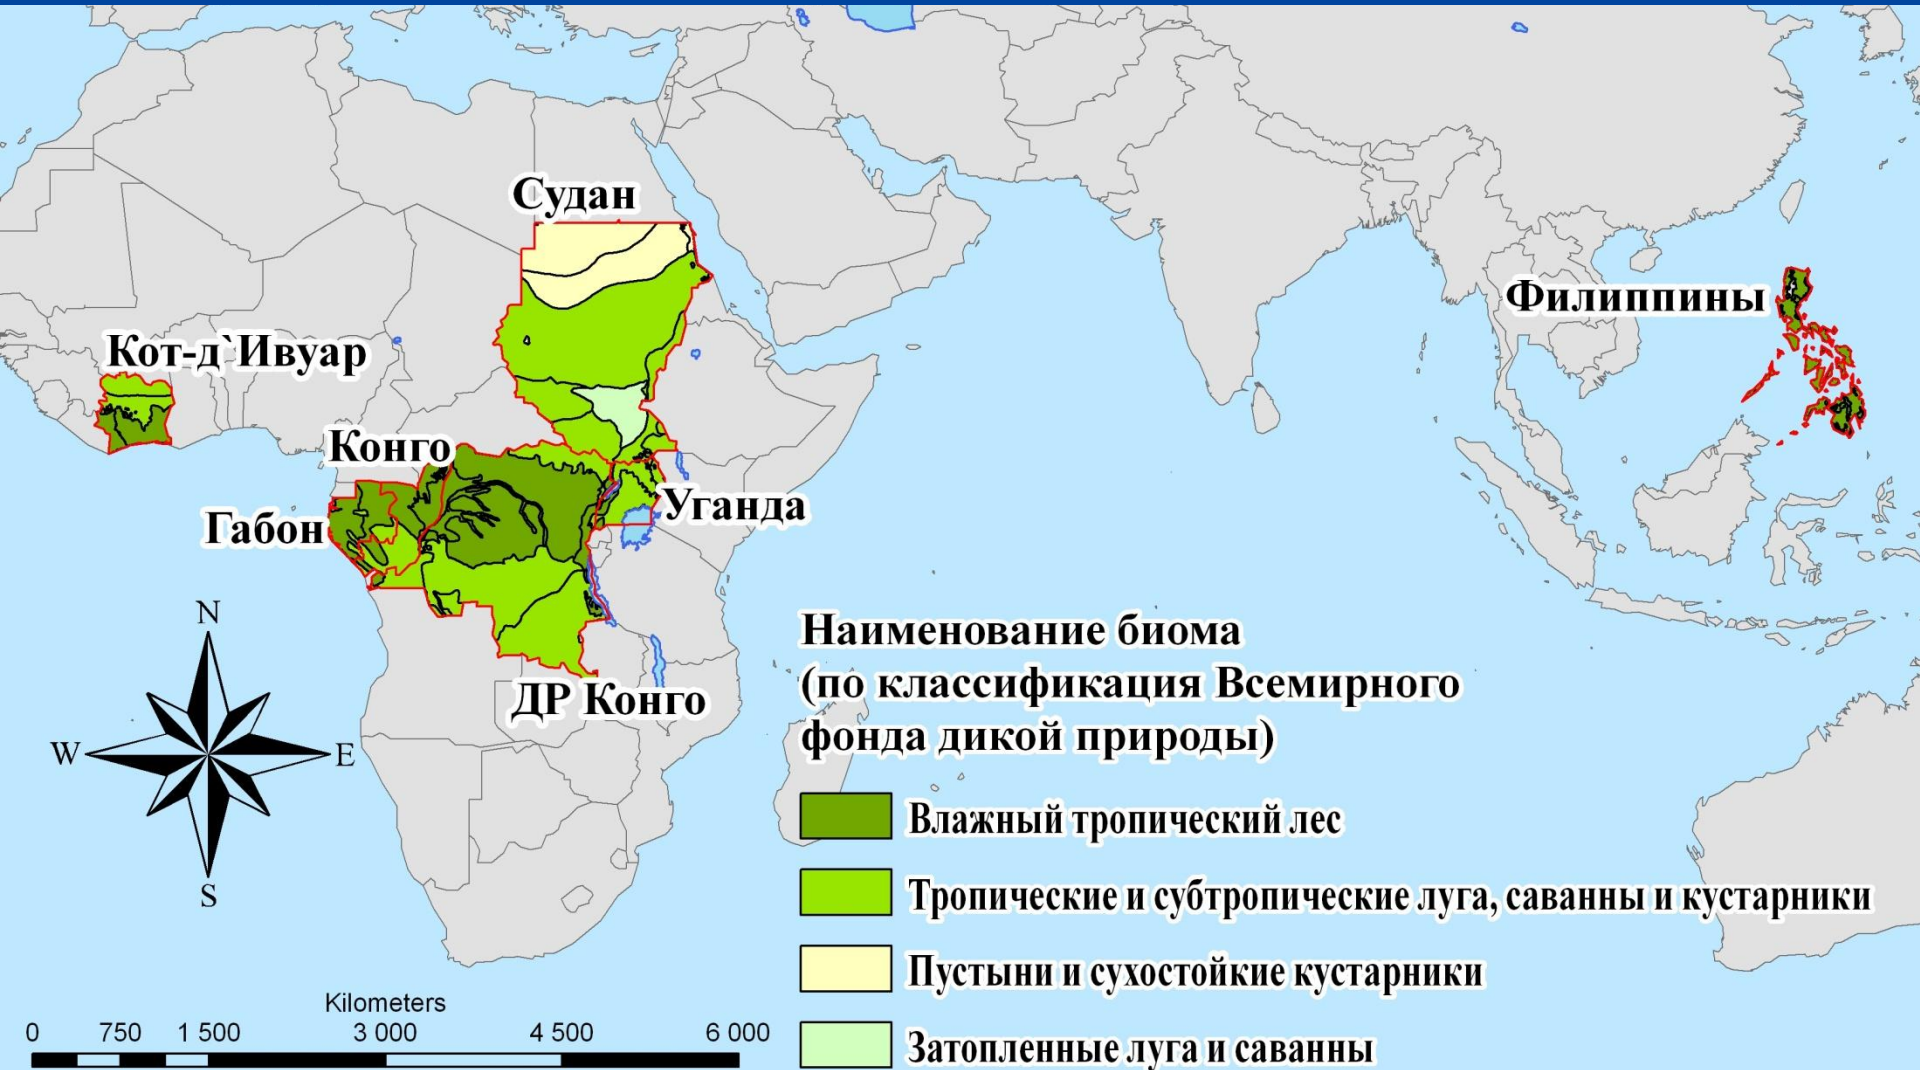 Судан
Филиппины
Кот-д`Ивуар
Конго
Габон
Уганда
ДР Конго
N
W
E
S
Наименование биома
(по классификация Всемирного
фонда дикой природы)
Влажный тропический лес
Тропические и субтропические луга, саванны и кустарники
Пустыни и сухостойкие кустарники
Затопленные луга и саванны
Kilometers
0 750 1 500 3 000 4 500 6 000